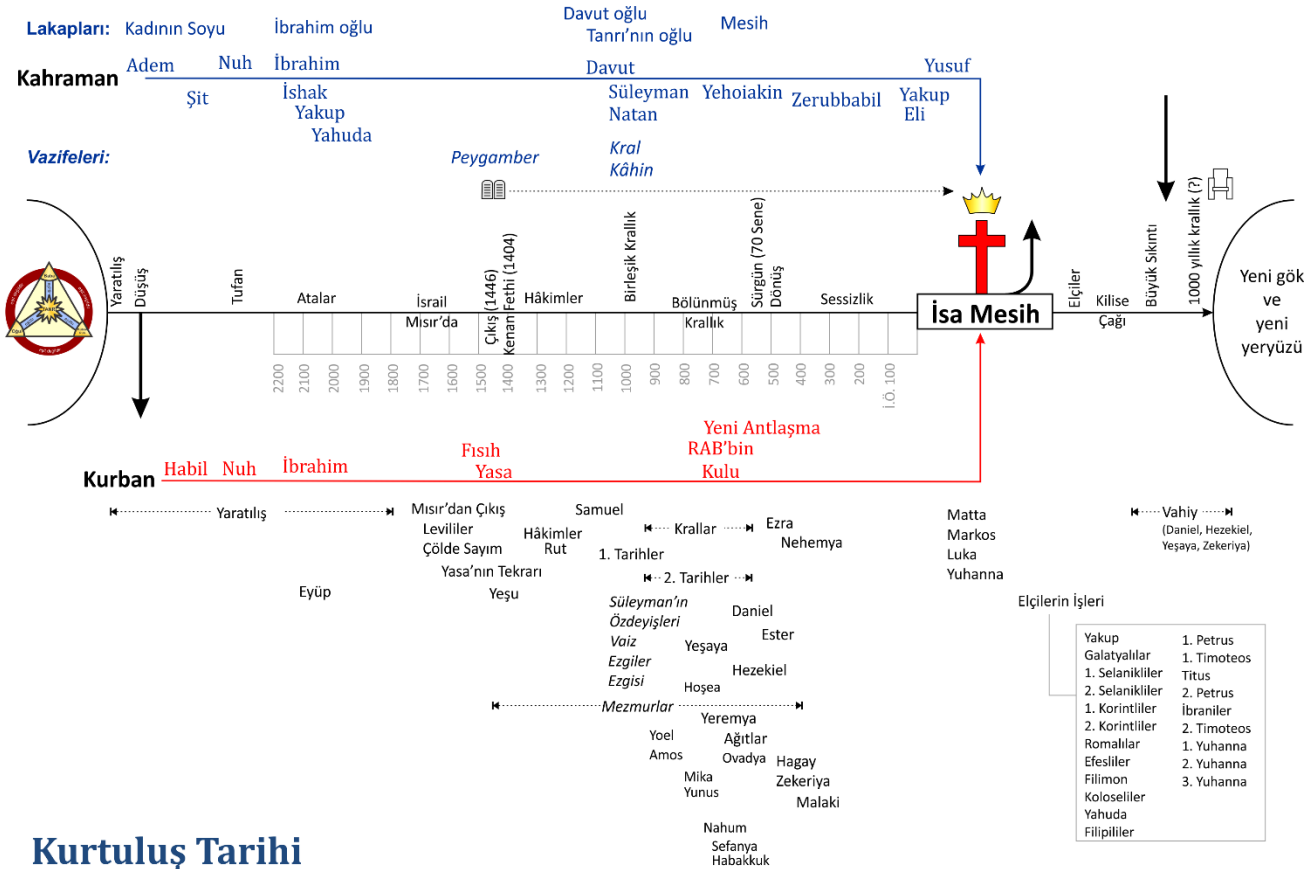 Lakapları: Kadının Soyu İbrahim oğlu Davut oğlu Tanrı’nın oğlu Mesih
Kahraman Adem Nuh İbrahim Davut Yusuf
Şit İshak Süleyman Yehoiakin Zerubbabil Yakup
Yakup Natan Eli
Yahuda
Vazifeleri: Peygamber Kral
Kâhin
Yaratılış
Düşüş
Tufan
Atalar
İsrail
Mısır’da
Çıkış (1446)
Kenan Fethi (1404)
Hâkimler
Birleşik Krallık
Bölünmüş
Krallık
Sürgün (70 Sene)
Dönüş
Sessizlik
İsa Mesih
Elçiler
Kilise
Çağı
Büyük Sıkıntı
1000 yıllık krallık (?)
Yeni gök
ve
yeni
yeryüzü
2200 2100 2000 1900 1800 1700 1600 1500 1400 1300 1200 1100 1000 900 800 700 600 500 400 300 200 İ.Ö. 100
Kurban Habil Nuh İbrahim
Fısıh
Yasa
Yeni Antlaşma
RAB’bin
Kulu
Yaratılış
Eyüp
Mısır’dan Çıkış
Levililer
Çölde Sayım
Yasa’nın Tekrarı
Yeşu
Hâkimler
Rut
Samuel
1. Tarihler
Krallar
2. Tarihler
Ezra
Nehemya
Süleyman’ın
Özdeyişleri
Vaiz
Ezgiler
Ezgisi
Daniel
Ester
Yeşaya
Hezekiel
Hoşea
Mezmurlar
Yeremya
Yoel
Ağıtlar
Amos
Ovadya
Hagay
Mika
Zekeriya
Yunus
Malaki
Nahum
Sefanya
Habakkuk
Matta
Markos
Luka
Yuhanna
Vahiy
(Daniel, Hezekiel,
Yeşaya, Zekeriya)
Elçilerin İşleri
Yakup
Galatyalılar
1. Selanikliler
2. Selanikliler
1. Korintliler
2. Korintliler
Romalılar
Efesliler
Filimon
Koloseliler
Yahuda
Filipililer
1. Petrus
1. Timoteos
Titus
2. Petrus
İbraniler
2. Timoteos
1. Yuhanna
2. Yuhanna
3. Yuhanna
Kurtuluş Tarihi